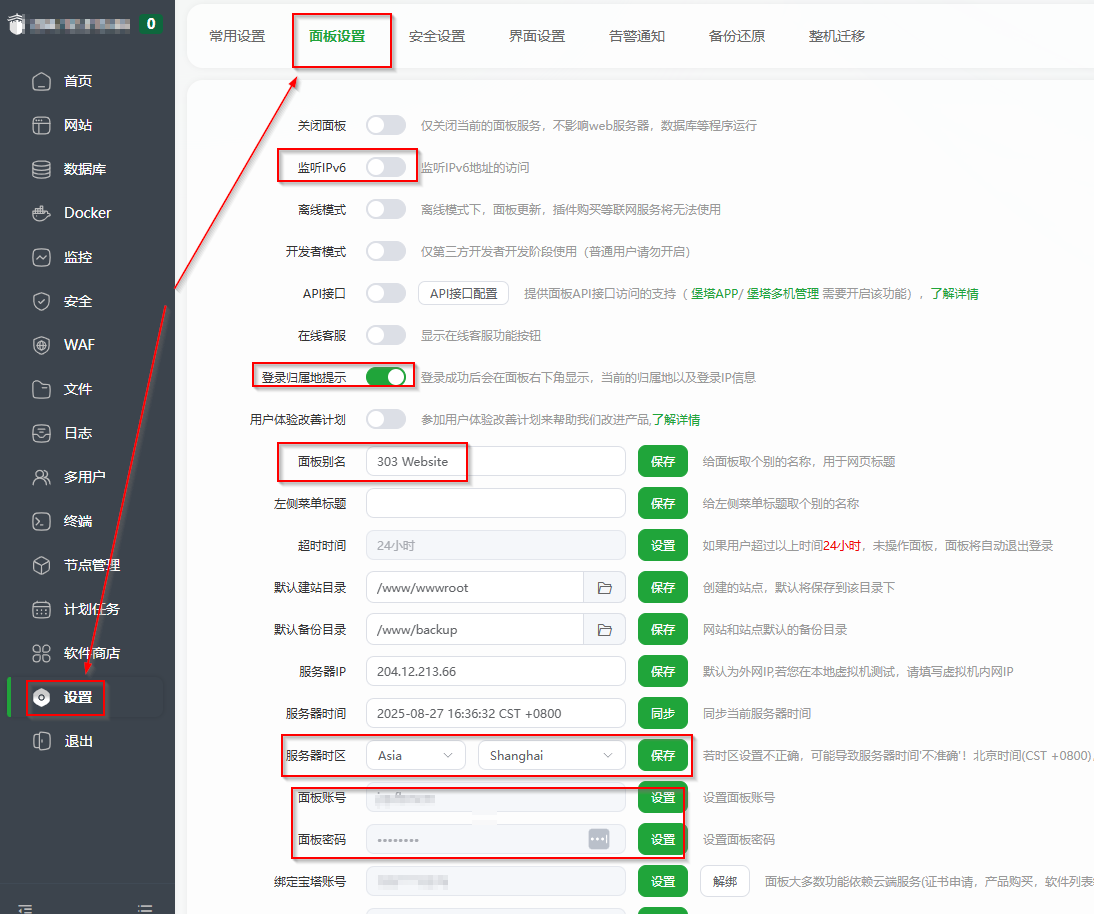 0
首页
网站
数据库
Docker
监控
安全
WAF
文件
日志
多用户
终端
节点管理
计划任务
软件商店
设置
退出
常用设置 面板设置 安全设置 界面设置 告警通知 备份还原 整机迁移
关闭面板 仅关闭当前的面板服务，不影响web服务器，数据库等程序运行
监听IPv6 监听IPv6地址的访问
离线模式 离线模式下，面板更新，插件购买等联网服务将无法使用
开发者模式 仅第三方开发者开发阶段使用（普通用户请勿开启）
API接口 API接口配置 提供面板API接口访问的支持（ 堡塔APP/ 堡塔多机管理 需要开启该功能），了解详情
在线客服 显示在线客服功能按钮
登录归属地提示 登录成功后会在面板右下角显示，当前的归属地以及登录IP信息
用户体验改善计划 参加用户体验改善计划来帮助我们改进产品,了解详情
面板别名 303 Website 保存 给面板取个别的名称，用于网页标题
左侧菜单标题 保存 给左侧菜单标题取个别的名称
超时时间 24小时 设置 如果用户超过以上时间24小时，未操作面板，面板将自动退出登录
默认建站目录 /www/wwwroot 保存 创建的站点，默认将保存到该目录下
默认备份目录 /www/backup 保存 网站和站点默认的备份目录
服务器IP 204.12.213.66 保存 默认为外网IP,若您在本地虚拟机测试，请填写虚拟机内网IP
服务器时间 2025-08-27 16:36:32 CST +0800 同步 同步当前服务器时间
服务器时区 Asia Shanghai 保存 若时区设置不正确，可能导致服务器时间'不准确'！北京时间(CST +0800),
面板账号 设置 设置面板账号
面板密码 •••••••• 设置 设置面板密码
绑定宝塔账号 设置 解绑 面板大多数功能依赖云端服务(证书申请，产品购买，软件列表